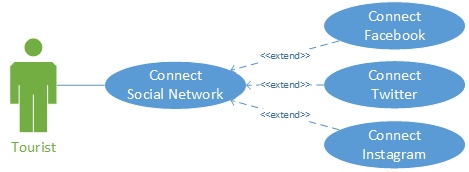 Connect
Facebook
<<extend>>
Connect
Social Network
<<extend>>
Connect
Twitter
<<extend>>
Tourist
Connect
Instagram